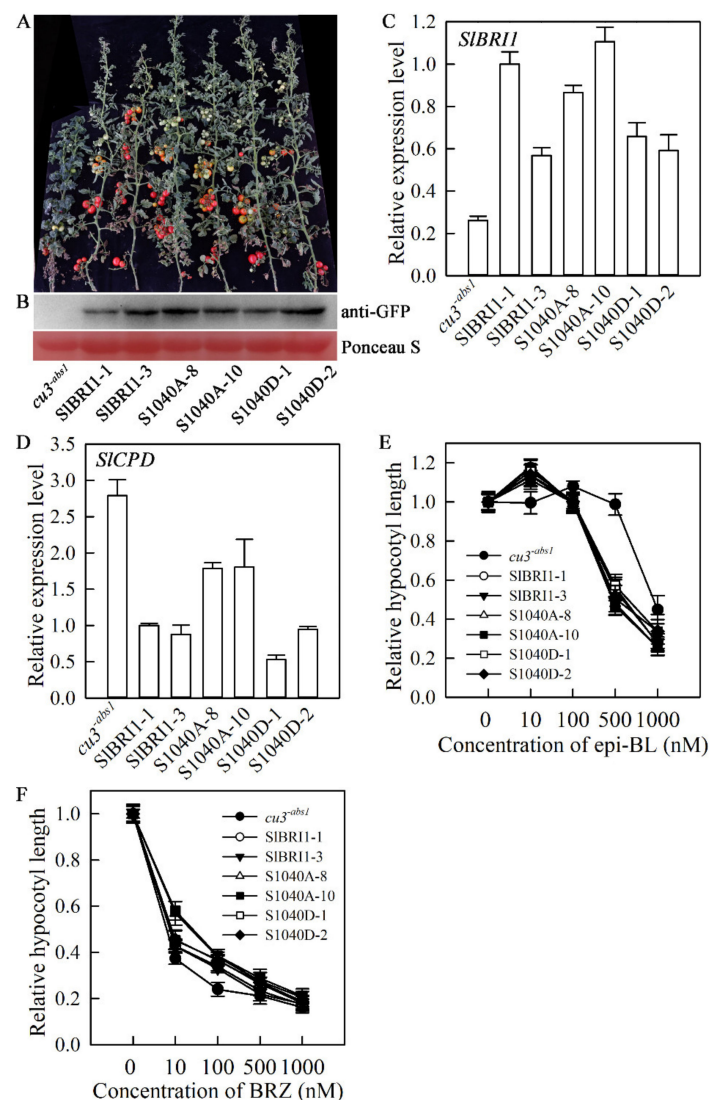 A
B
anti-GFP
Ponceau S
cu3-abs1
SlBRI1-1
SlBRI1-3
S1040A-8
S1040A-10
S1040D-1
S1040D-2
C
SlBRI1
Relative expression level
1.2
1.0
0.8
0.6
0.4
0.2
0.0
cu3-abs1
SlBRI1-1
SlBRI1-3
S1040A-8
S1040A-10
S1040D-1
S1040D-2
D
SlCPD
Relative expression level
3.5
3.0
2.5
2.0
1.5
1.0
0.5
0.0
cu3-abs1
SlBRI1-1
SlBRI1-3
S1040A-8
S1040A-10
S1040D-1
S1040D-2
E
Relative hypocotyl length
1.2
1.0
0.8
0.6
0.4
0.2
0.0
cu3-abs1
SlBRI1-1
SlBRI1-3
S1040A-8
S1040A-10
S1040D-1
S1040D-2
0 10 100 500 1000
Concentration of epi-BL (nM)
F
Relative hypocotyl length
1.0
0.8
0.6
0.4
0.2
0.0
cu3-abs1
SlBRI1-1
SlBRI1-3
S1040A-8
S1040A-10
S1040D-1
S1040D-2
0 10 100 500 1000
Concentration of BRZ (nM)